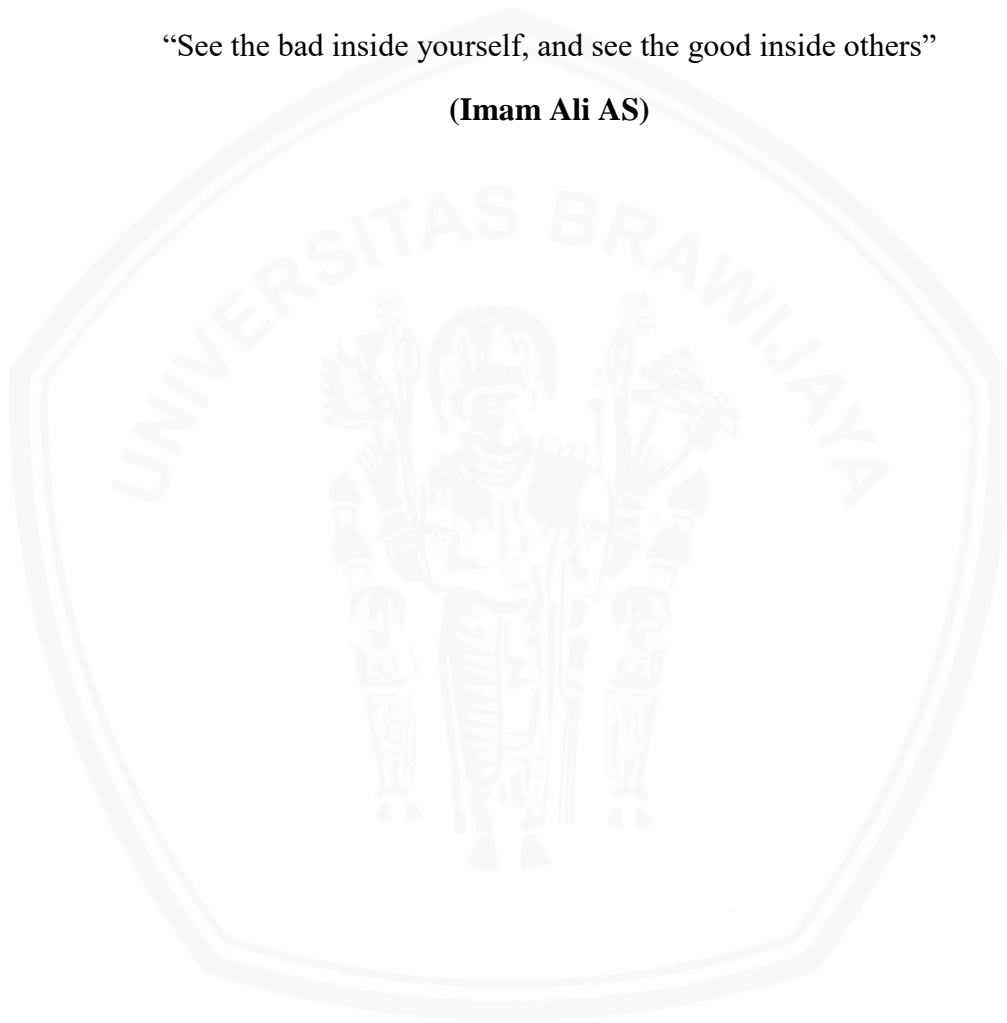 “See the bad inside yourself, and see the good inside others”
(Imam Ali AS)
UNIVERSITAS BRAWIJAYA